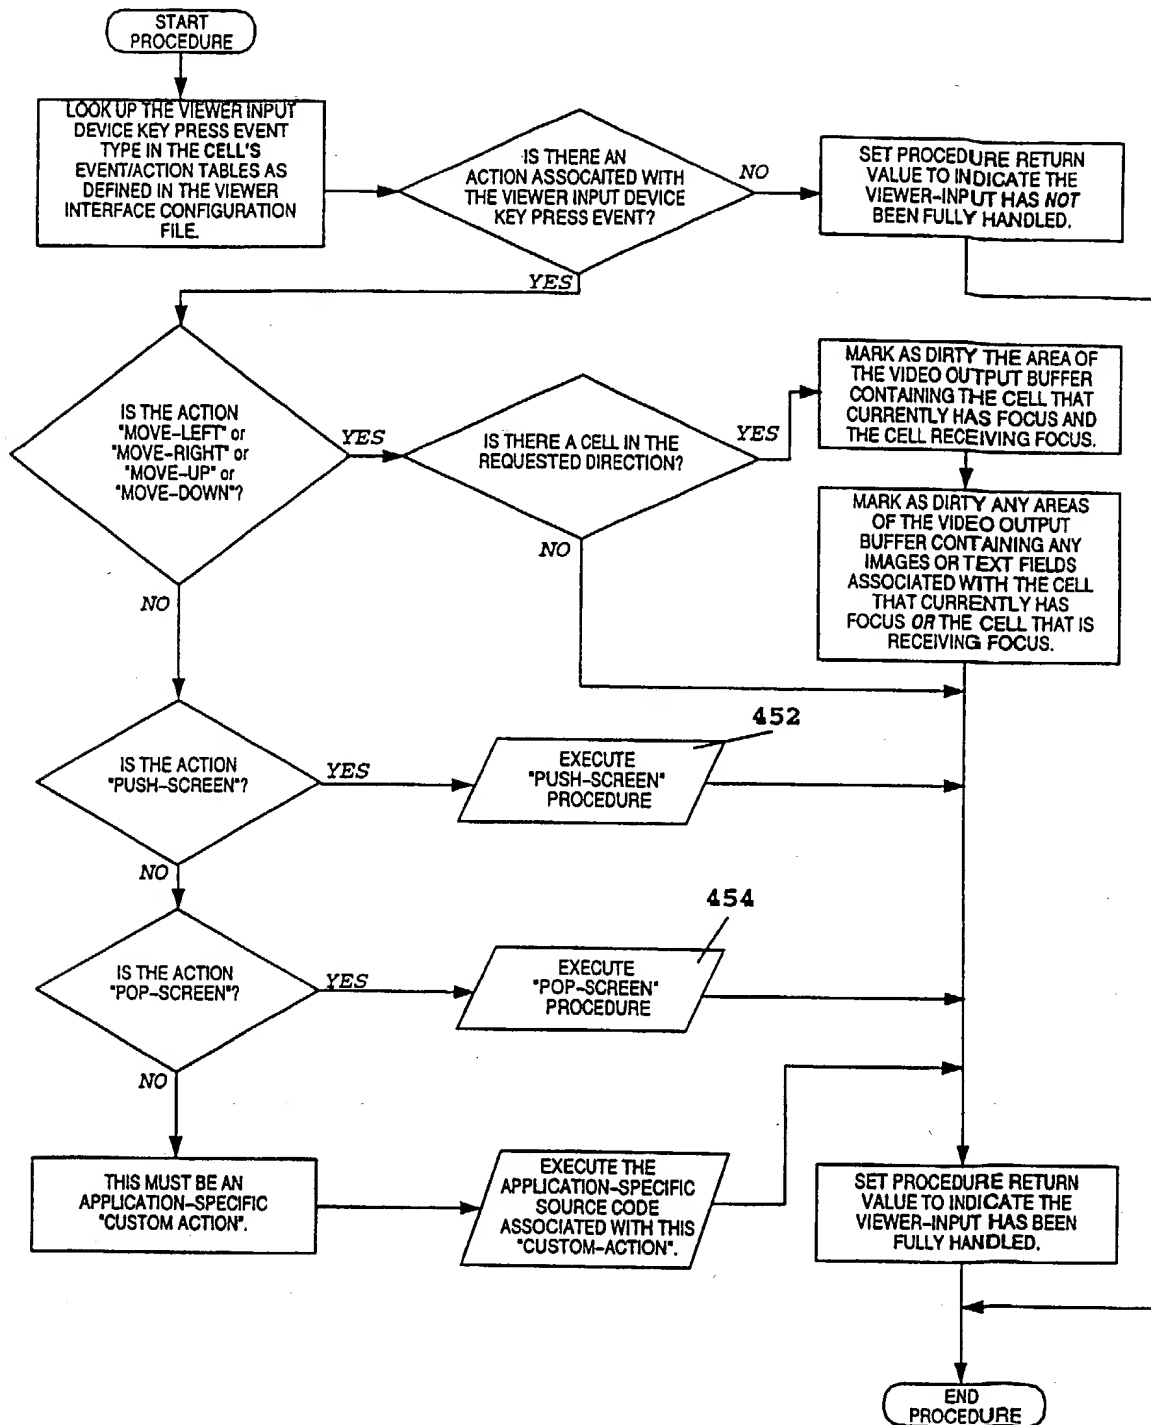 START
PROCEDURE
LOOK UP THE VIEWER INPUT
DEVICE KEY PRESS EVENT
TYPE IN THE CELL'S
EVENT/ACTION TABLES AS
DEFINED IN THE VIEWER
INTERFACE CONFIGURATION
FILE.
IS THERE AN
ACTION ASSOCAITED WITH
THE VIEWER INPUT DEVICE
KEY PRESS EVENT?
NO
SET PROCEDURE RETURN
VALUE TO INDICATE THE
VIEWER-INPUT HAS NOT
BEEN FULLY HANDLED.
YES
IS THE ACTION
"MOVE-LEFT" or
"MOVE-RIGHT" or
"MOVE-UP" or
"MOVE-DOWN"?
YES
IS THERE A CELL IN THE
REQUESTED DIRECTION?
YES
MARK AS DIRTY THE AREA OF
THE VIDEO OUTPUT BUFFER
CONTAINING THE CELL THAT
CURRENTLY HAS FOCUS AND
THE CELL RECEIVING FOCUS.
MARK AS DIRTY ANY AREAS
OF THE VIDEO OUTPUT
BUFFER CONTAINING ANY
IMAGES OR TEXT FIELDS
ASSOCIATED WITH THE CELL
THAT CURRENTLY HAS
FOCUS OR THE CELL THAT IS
RECEIVING FOCUS.
NO
NO
452
IS THE ACTION
"PUSH-SCREEN"?
YES
EXECUTE
"PUSH-SCREEN"
PROCEDURE
NO
454
IS THE ACTION
"POP-SCREEN"?
YES
EXECUTE
"POP-SCREEN"
PROCEDURE
NO
THIS MUST BE AN
APPLICATION-SPECIFIC
"CUSTOM ACTION".
EXECUTE THE
APPLICATION-SPECIFIC
SOURCE CODE
ASSOCIATED WITH THIS
"CUSTOM-ACTION".
SET PROCEDURE RETURN
VALUE TO INDICATE THE
VIEWER-INPUT HAS BEEN
FULLY HANDLED.
END
PROCEDURE